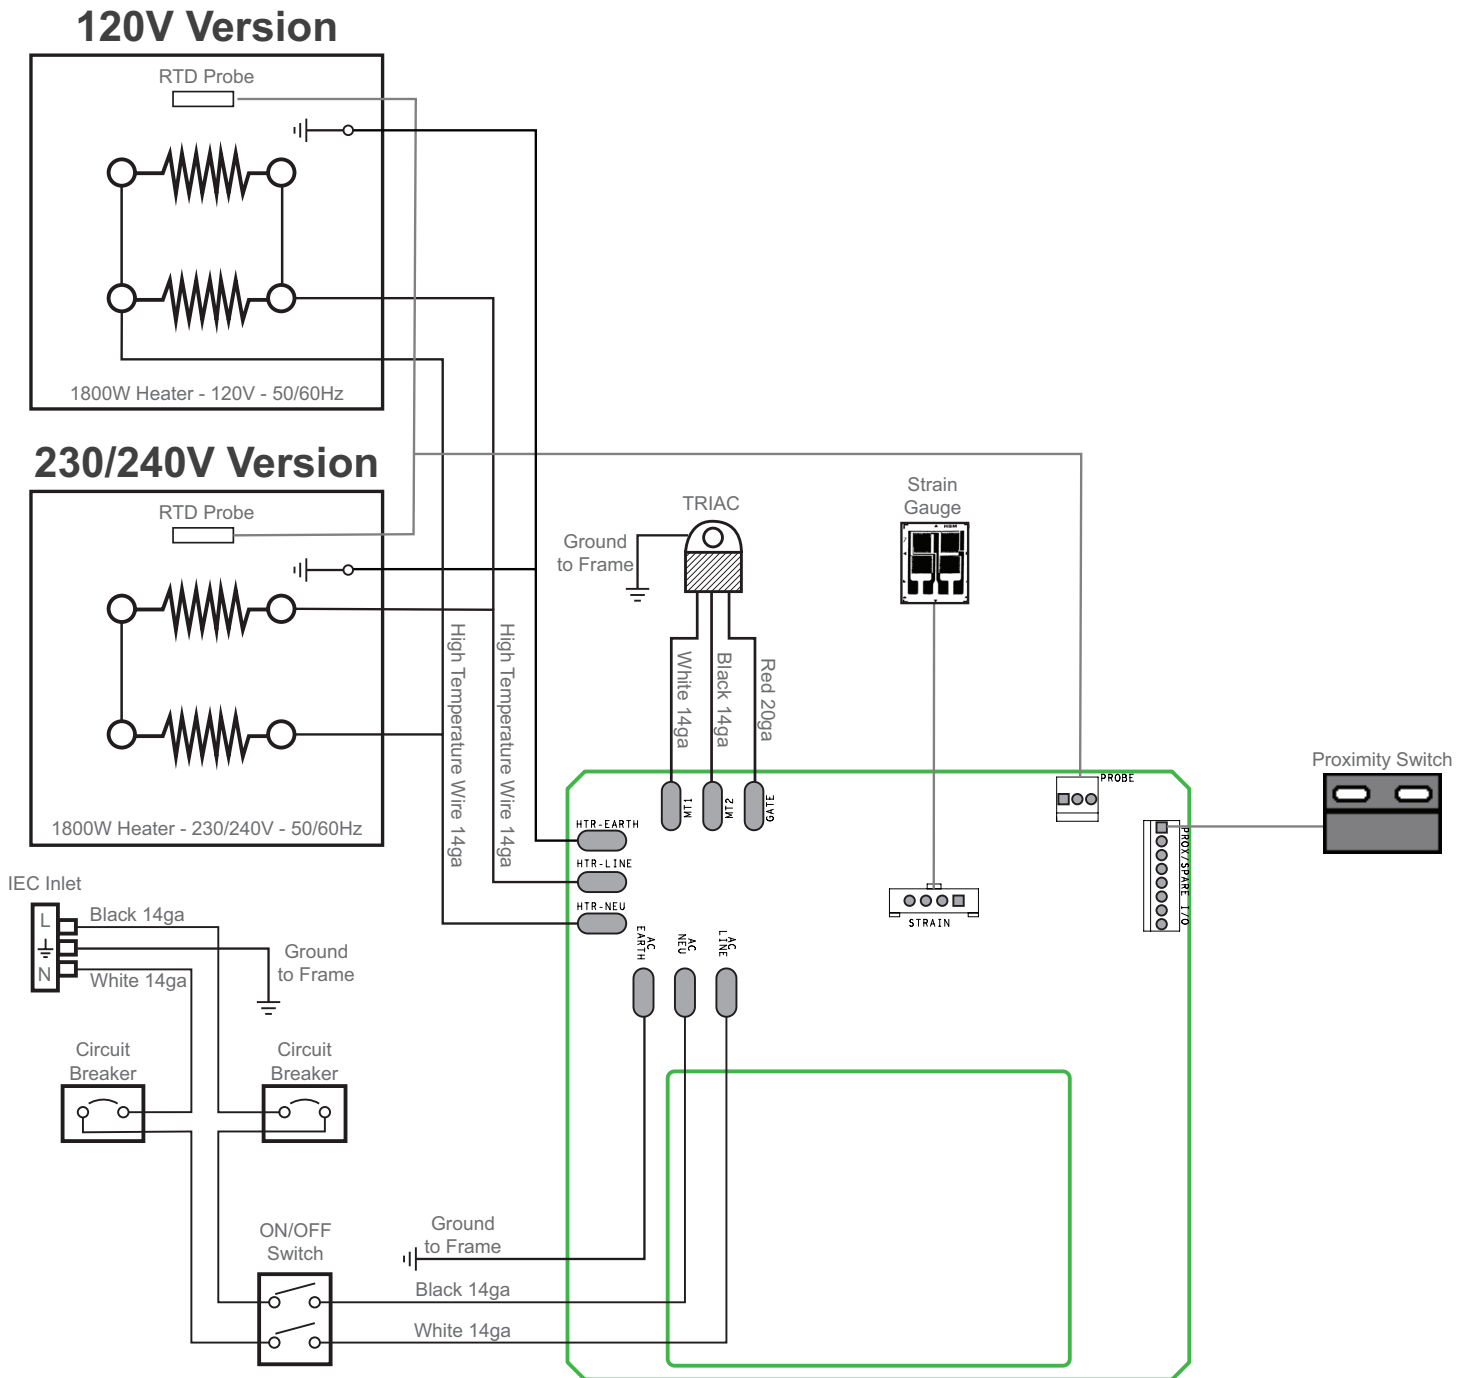 120V Version
RTD Probe
1800W Heater - 120V - 50/60Hz
230/240V Version
RTD Probe
1800W Heater - 230/240V - 50/60Hz
High Temperature Wire 14ga
High Temperature Wire 14ga
TRIAC
Ground
to Frame
White 14ga
Black 14ga
Red 20ga
Strain
Gauge
HBM
Proximity Switch
PROBE
PROX/SPARE I/O
MT1
MT2
GATE
HTR-EARTH
HTR-LINE
HTR-NEU
STRAIN
AC
EARTH
AC
NEU
AC
LINE
IEC Inlet
L
N
Black 14ga
White 14ga
Ground
to Frame
Circuit
Breaker
Circuit
Breaker
ON/OFF
Switch
Ground
to Frame
Black 14ga
White 14ga